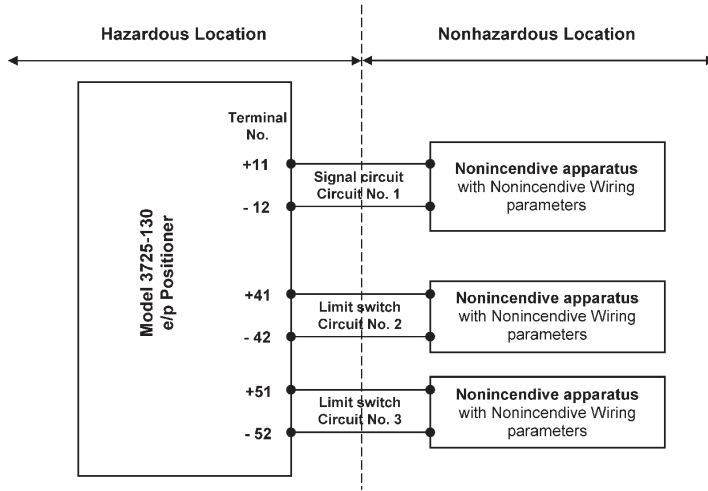 Hazardous Location
Nonhazardous Location
Terminal
No.
+11
- 12
+41
- 42
+51
- 52
Model 3725-130
e/p Positioner
Signal circuit
Circuit No. 1
Limit switch
Circuit No. 2
Limit switch
Circuit No. 3
Nonincendive apparatus
with Nonincendive Wiring
parameters
Nonincendive apparatus
with Nonincendive Wiring
parameters
Nonincendive apparatus
with Nonincendive Wiring
parameters